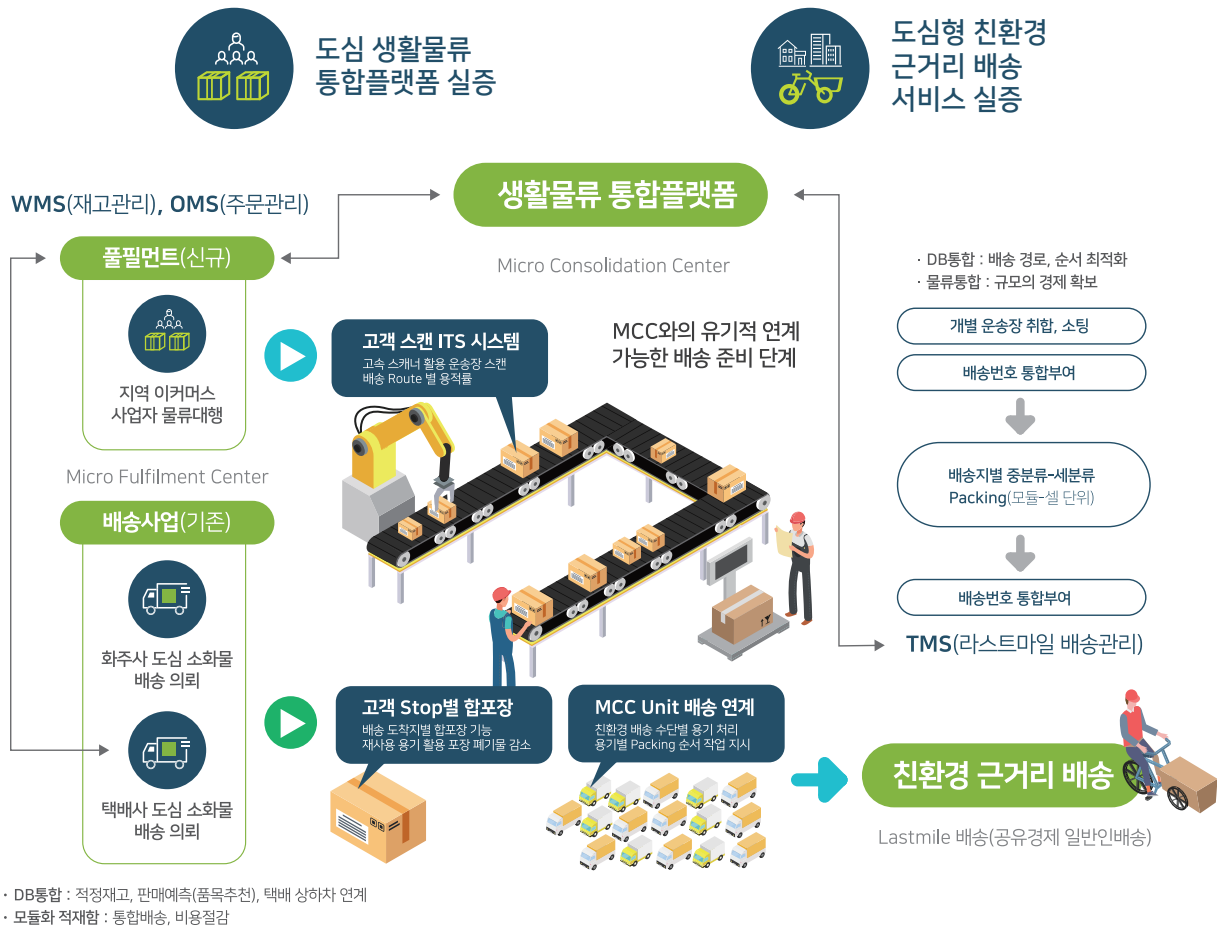 도심 생활물류
통합플랫폼 실증
도심형 친환경
근거리 배송
서비스 실증
생활물류 통합플랫폼
Micro Consolidation Center
WMS(재고관리), OMS(주문관리)
풀필먼트(신규)
지역 이커머스
사업자 물류대행
Micro Fulfilment Center
배송사업(기존)
화주사 도심 소화물
배송 의뢰
택배사 도심 소화물
배송 의뢰
· DB통합 : 적정재고, 판매예측(품목추천), 택배 상하차 연계
· 모듈화 적재함 : 통합배송, 비용절감
고객 스캔 ITS 시스템
고속 스캐너 활용 운송장 스캔
배송 Route 별 용적률
MCC와의 유기적 연계
가능한 배송 준비 단계
고객 Stop별 합포장
배송 도착지별 합포장 기능
재사용 용기 활용 포장 폐기물 감소
MCC Unit 배송 연계
친환경 배송 수단별 용기 처리
용기별 Packing 순서 작업 지시
· DB통합 : 배송 경로, 순서 최적화
· 물류통합 : 규모의 경제 확보
개별 운송장 취합, 소팅
배송번호 통합부여
배송지별 중분류-세분류
Packing(모듈-셀 단위)
배송번호 통합부여
TMS(라스트마일 배송관리)
친환경 근거리 배송
Lastmile 배송(공유경제 일반인배송)